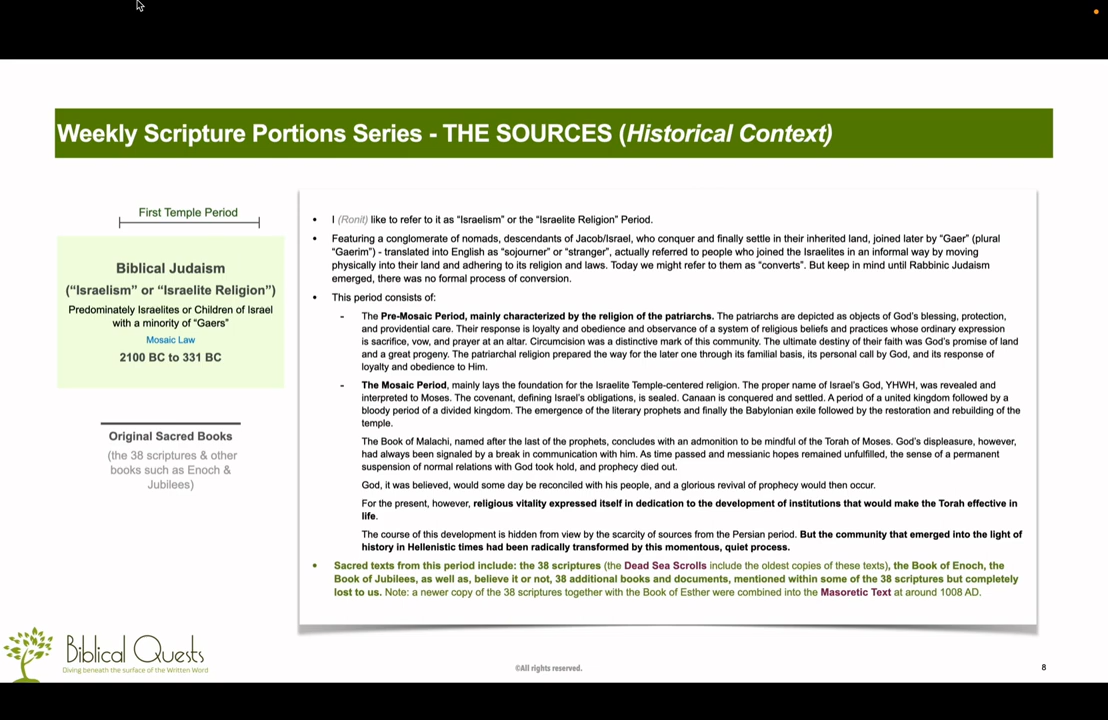 Weekly Scripture Portions Series - THE SOURCES (Historical Context)
First Temple Period
Biblical Judaism
(“Israelism” or “Israelite Religion”)
Predominately Israelites or Children of Israel
with a minority of “Gaers”
Mosaic Law
2100 BC to 331 BC
Original Sacred Books
(the 38 scriptures & other
books such as Enoch &
Jubilees)
• I (Ronit) like to refer to it as “Israelism” or the “Israelite Religion” Period.
• Featuring a conglomerate of nomads, descendants of Jacob/Israel, who conquer and finally settle in their inherited land, joined later by “Gaer” (plural
“Gaerim”) - translated into English as “sojourner” or “stranger”, actually referred to people who joined the Israelites in an informal way by moving
physically into their land and adhering to its religion and laws. Today we might refer to them as “converts”. But keep in mind until Rabbinic Judaism
emerged, there was no formal process of conversion.
• This period consists of:
- The Pre-Mosaic Period, mainly characterized by the religion of the patriarchs. The patriarchs are depicted as objects of God’s blessing, protection,
and providential care. Their response is loyalty and obedience and observance of a system of religious beliefs and practices whose ordinary expression
is sacrifice, vow, and prayer at an altar. Circumcision was a distinctive mark of this community. The ultimate destiny of their faith was God’s promise of land
and a great progeny. The patriarchal religion prepared the way for the later one through its familial basis, its personal call by God, and its response of
loyalty and obedience to Him.
- The Mosaic Period, mainly lays the foundation for the Israelite Temple-centered religion. The proper name of Israel’s God, YHWH, was revealed and
interpreted to Moses. The covenant, defining Israel’s obligations, is sealed. Canaan is conquered and settled. A period of a united kingdom followed by a
bloody period of a divided kingdom. The emergence of the literary prophets and finally the Babylonian exile followed by the restoration and rebuilding of the
temple.
The Book of Malachi, named after the last of the prophets, concludes with an admonition to be mindful of the Torah of Moses. God’s displeasure, however,
had always been signaled by a break in communication with him. As time passed and messianic hopes remained unfulfilled, the sense of a permanent
suspension of normal relations with God took hold, and prophecy died out.
God, it was believed, would some day be reconciled with his people, and a glorious revival of prophecy would then occur.
For the present, however, religious vitality expressed itself in dedication to the development of institutions that would make the Torah effective in
life.
The course of this development is hidden from view by the scarcity of sources from the Persian period. But the community that emerged into the light of
history in Hellenistic times had been radically transformed by this momentous, quiet process.
• Sacred texts from this period include: the 38 scriptures (the Dead Sea Scrolls include the oldest copies of these texts), the Book of Enoch, the
Book of Jubilees, as well as, believe it or not, 38 additional books and documents, mentioned within some of the 38 scriptures but completely
lost to us. Note: a newer copy of the 38 scriptures together with the Book of Esther were combined into the Masoretic Text at around 1008 AD.
Biblical Quests
Diving beneath the surface of the Written Word
©All rights reserved.
8